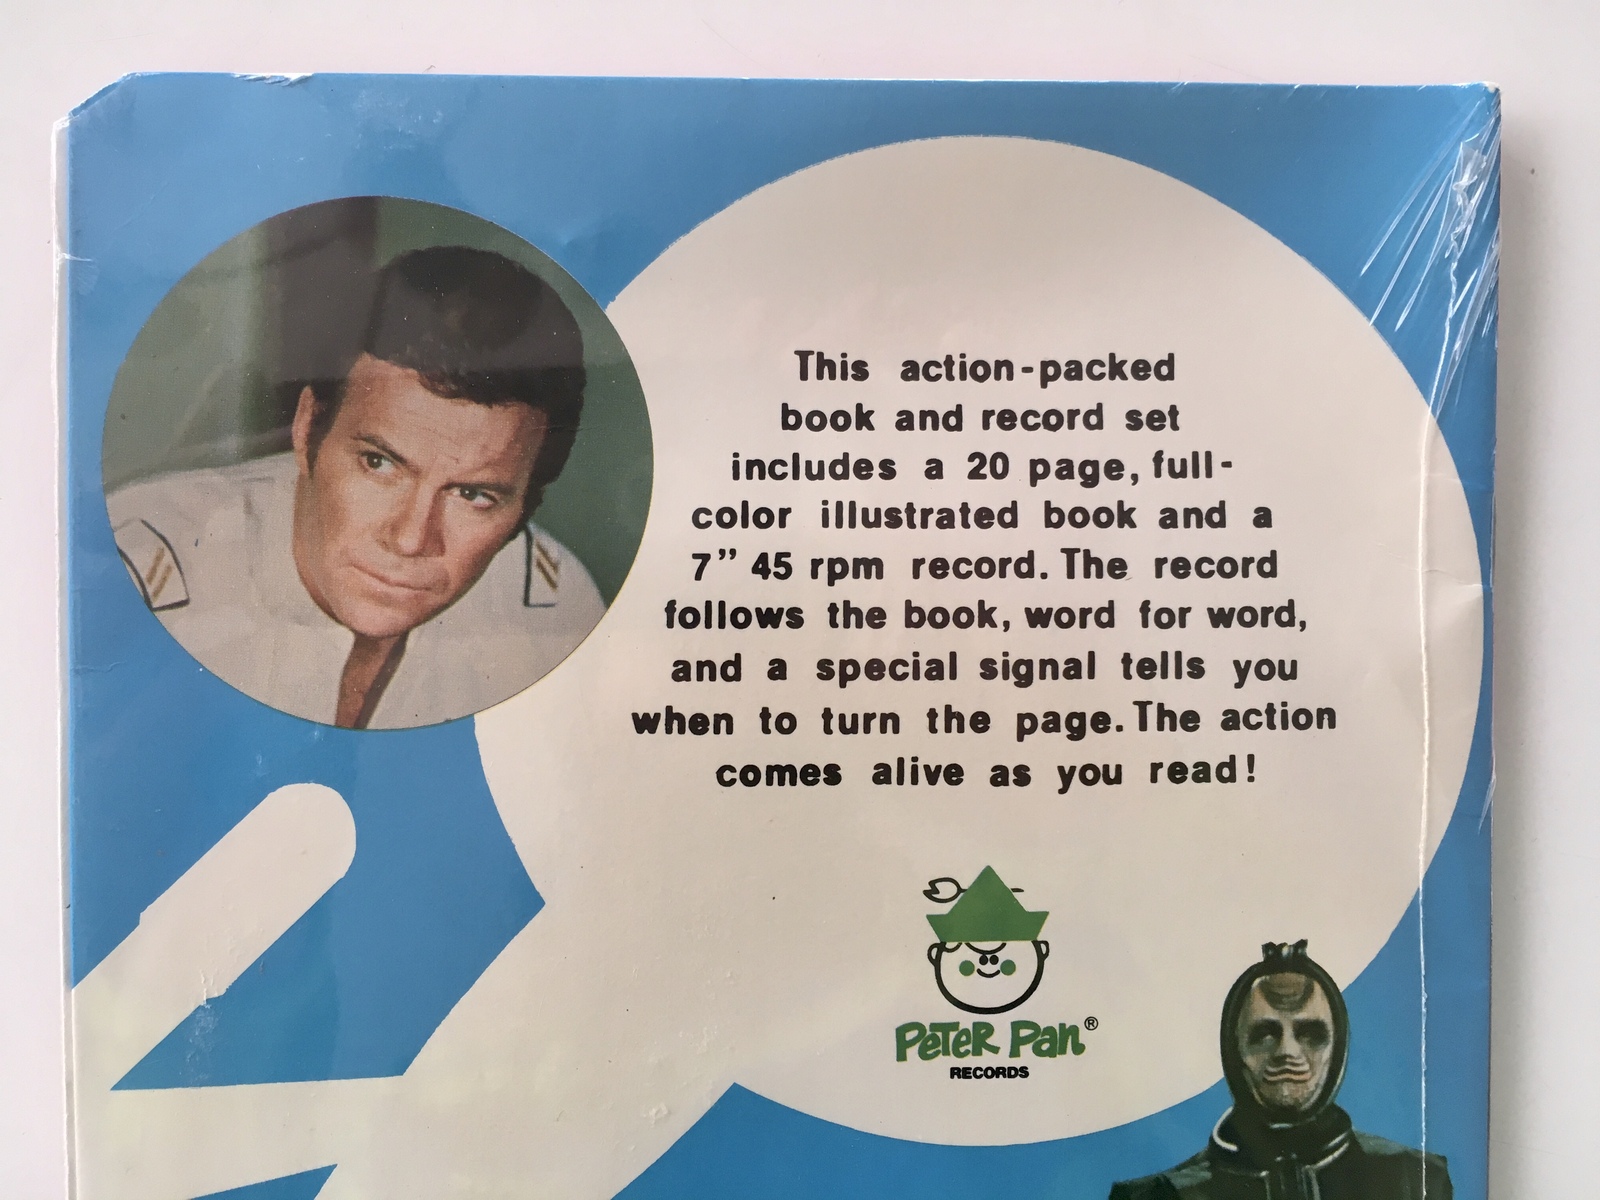 This action-packed
book and record set
includes a 20 page, full-
color illustrated book and a
7” 45 rpm record. The record
follows the book, word for word,
and a special signal tells you
when to turn the page. The action
comes alive as you read!
PETER PAN®
RECORDS